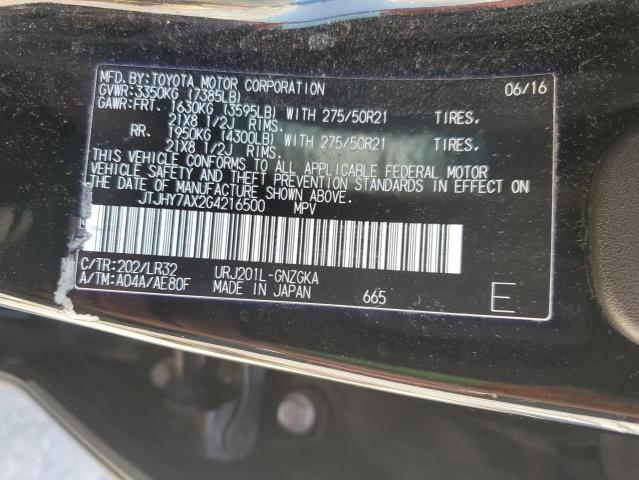 MFD. BY: TOYOTA MOTOR CORPORATION 06/16
GVWR: 3350KG (7385LB)
GAWR: FRT. 1630KG (3595LB) WITH 275/50R21 TIRES.
21X8 1/2J RIMS.
RR. 1950KG (4300LB) WITH 275/50R21 TIRES.
21X8 1/2J RIMS.
THIS VEHICLE CONFORMS TO ALL APPLICABLE FEDERAL MOTOR
VEHICLE SAFETY AND THEFT PREVENTION STANDARDS IN EFFECT ON
THE DATE OF MANUFACTURE SHOWN ABOVE.
JTJHY7AX2G4216500 MPV
C/TR: 202/LR32 URJ201L-GNZGKA
A/TM: A04A/AE80F MADE IN JAPAN 665 E